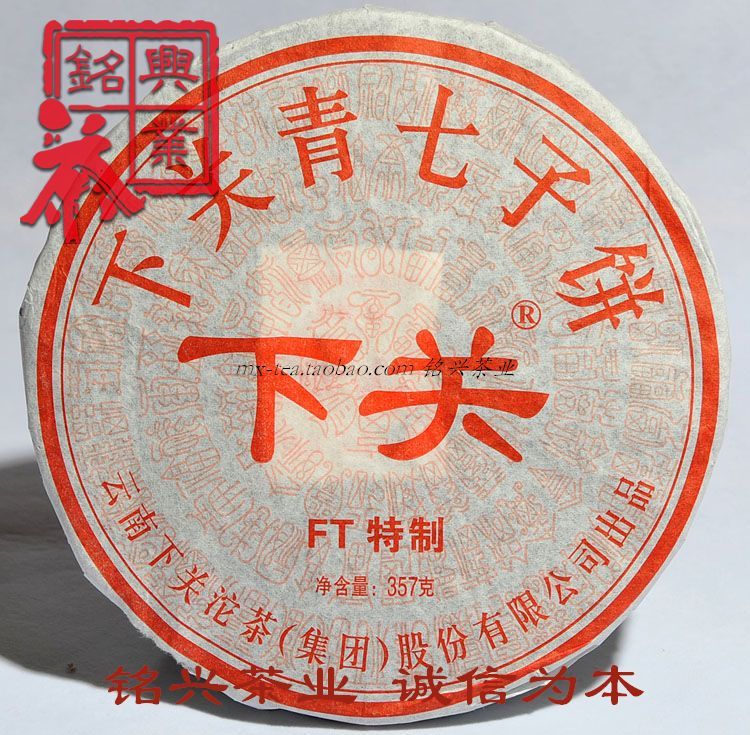 銘興業茶
下关青七子饼
下关®
mx-tea.taobao.com 铭兴茶业
FT 特制
净含量: 357克
云南下关沱茶(集团)股份有限公司出品
铭兴茶业 诚信为本